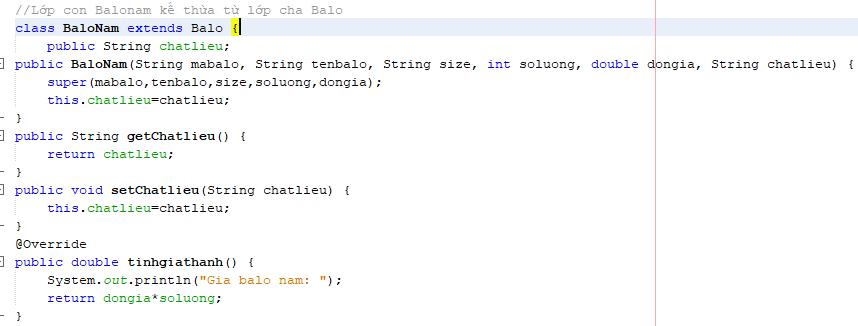 //Lớp con Balonam kế thừa từ lớp cha Balo
class BaloNam extends Balo {
public String chatlieu;
public BaloNam(String mabalo, String tenbalo, String size, int soluong, double dongia, String chatlieu) {
super(mabalo,tenbalo,size,soluong,dongia);
this.chatlieu=chatlieu;
}
public String getChatlieu() {
return chatlieu;
}
public void setChatlieu(String chatlieu) {
this.chatlieu=chatlieu;
}
@Override
public double tinhgiathanh() {
System.out.println("Gia balo nam: ");
return dongia*soluong;
}